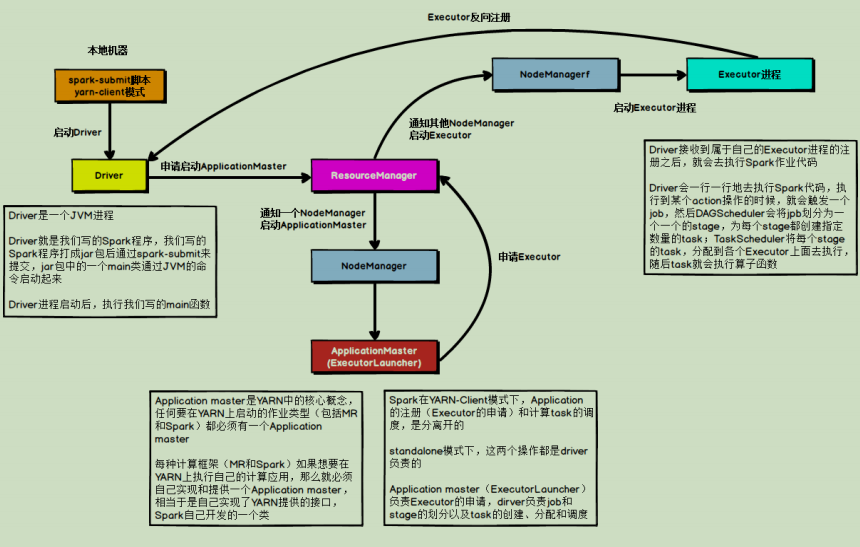 Executor反向注册
本地机器
spark-submit脚本
yarn-client模式
NodeManagerf
Executor进程
启动Driver
通知其他NodeManager
启动Executor
启动Executor进程
申请启动ApplicationMaster
Driver
ResourceManager
Driver接收到属于自己的Executor进程的注
册之后，就会去执行Spark作业代码
Driver会一行一行地去执行Spark代码，执
行到某个action操作的时候，就会触发一个
job，然后DAGScheduler会将jpb划分为一
个一个的stage，为每个stage都创建指定
数量的task；TaskScheduler将每个stage
的task，分配到各个Executor上面去执行，
随后task就会执行算子函数
Driver是一个JVM进程
Driver就是我们写的Spark程序，我们写的
Spark程序打成jar包后通过spark-submit来
提交，jar包中的一个main类通过JVM的命
令启动起来
Driver进程启动后，执行我们写的main函数
通知一个NodeManager
启动ApplicationMaster
NodeManager
申请Executor
ApplicationMaster
(ExecutorLauncher)
Application master是YARN中的核心概念，
任何要在YARN上启动的作业类型（包括MR
和Spark）都必须有一个Application
master
每种计算框架（MR和Spark）如果想要在
YARN上执行自己的计算应用，那么就必须
自己实现和提供一个Application master，
相当于是自己实现了YARN提供的接口，
Spark自己开发的一个类
Spark在YARN-Client模式下，Application
的注册（Executor的申请）和计算task的调
度，是分离开的
standalone模式下，这两个操作都是driver
负责的
Application master（ExecutorLauncher）
负责Executor的申请，dirver负责job和
stage的划分以及task的创建、分配和调度